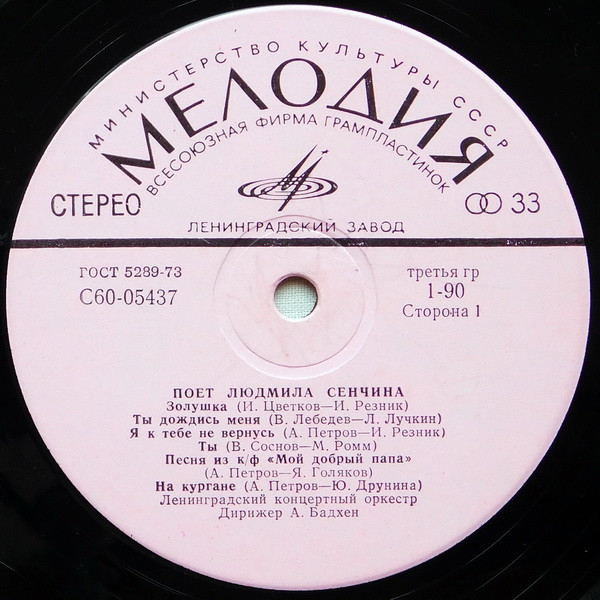 МИНИСТЕРСТВО КУЛЬТУРЫ СССР
МЕЛОДИЯ
ВСЕСОЮЗНАЯ ФИРМА ГРАМПЛАСТИНОК
СТЕРЕО
33
ЛЕНИНГРАДСКИЙ ЗАВОД
ГОСТ 5289-73
С60-05437
третья гр
1-90
Сторона 1
ПОЕТ ЛЮДМИЛА СЕНЧИНА
Золушка (И. Цветков—И. Резник)
Ты дождись меня (В. Лебедев—Л. Лучкин)
Я к тебе не вернусь (А. Петров—И. Резник)
Ты (В. Соснов—М. Ромм)
Песня из к/ф «Мой добрый папа»
(А. Петров—Я. Голяков)
На кургане (А. Петров—Ю. Друнина)
Ленинградский концертный оркестр
Дирижер А. Бадхен